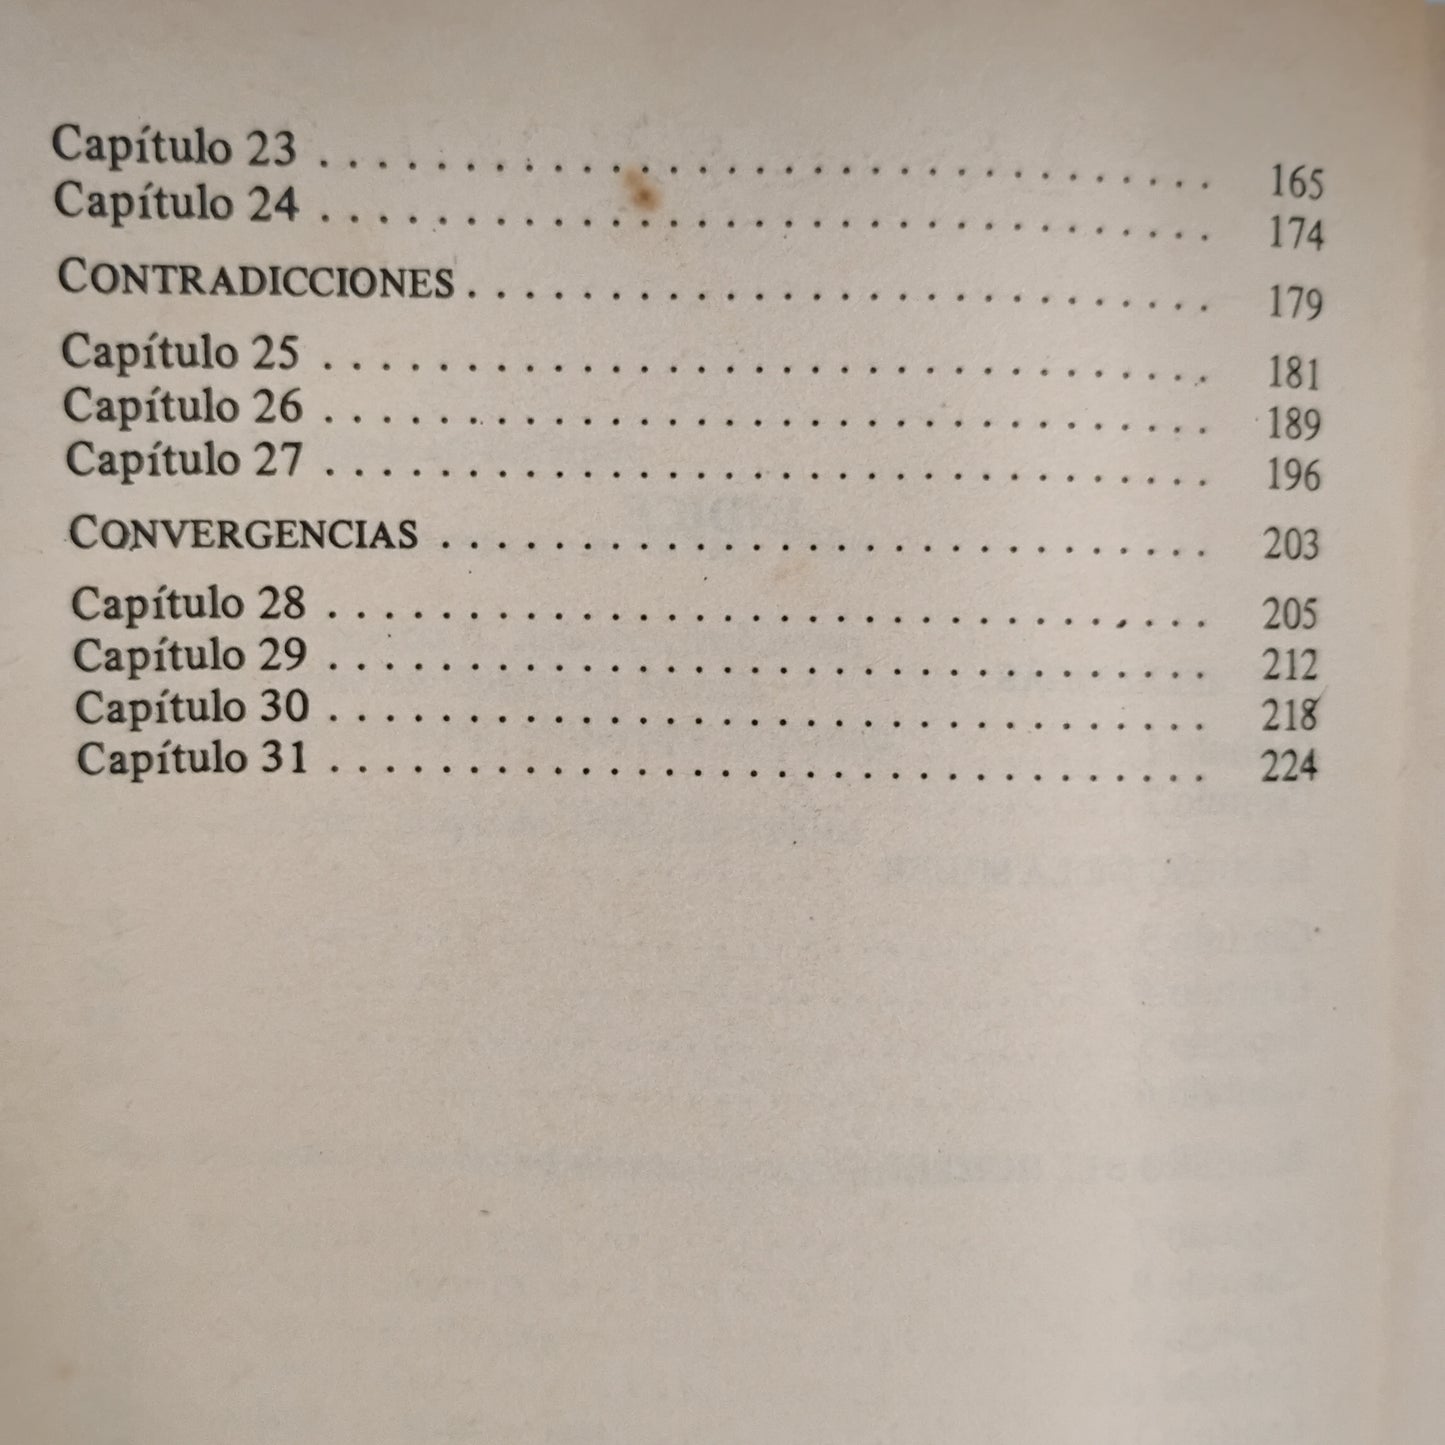 Capítulo 23 . . . . . . . . . . . . . . . . . . . . . . . . . . . . . . . 165
Capítulo 24 . . . . . . . . . . . . . . . . . . . . . . . . . . . . . . . 174
CONTRADICCIONES . . . . . . . . . . . . . . . . . . . . . . . . . . 179
Capítulo 25 . . . . . . . . . . . . . . . . . . . . . . . . . . . . . . . 181
Capítulo 26 . . . . . . . . . . . . . . . . . . . . . . . . . . . . . . . 189
Capítulo 27 . . . . . . . . . . . . . . . . . . . . . . . . . . . . . . . 196
CONVERGENCIAS . . . . . . . . . . . . . . . . . . . . . . . . . . . 203
Capítulo 28 . . . . . . . . . . . . . . . . . . . . . . . . . . . . . . . 205
Capítulo 29 . . . . . . . . . . . . . . . . . . . . . . . . . . . . . . . 212
Capítulo 30 . . . . . . . . . . . . . . . . . . . . . . . . . . . . . . . 218
Capítulo 31 . . . . . . . . . . . . . . . . . . . . . . . . . . . . . . . 224